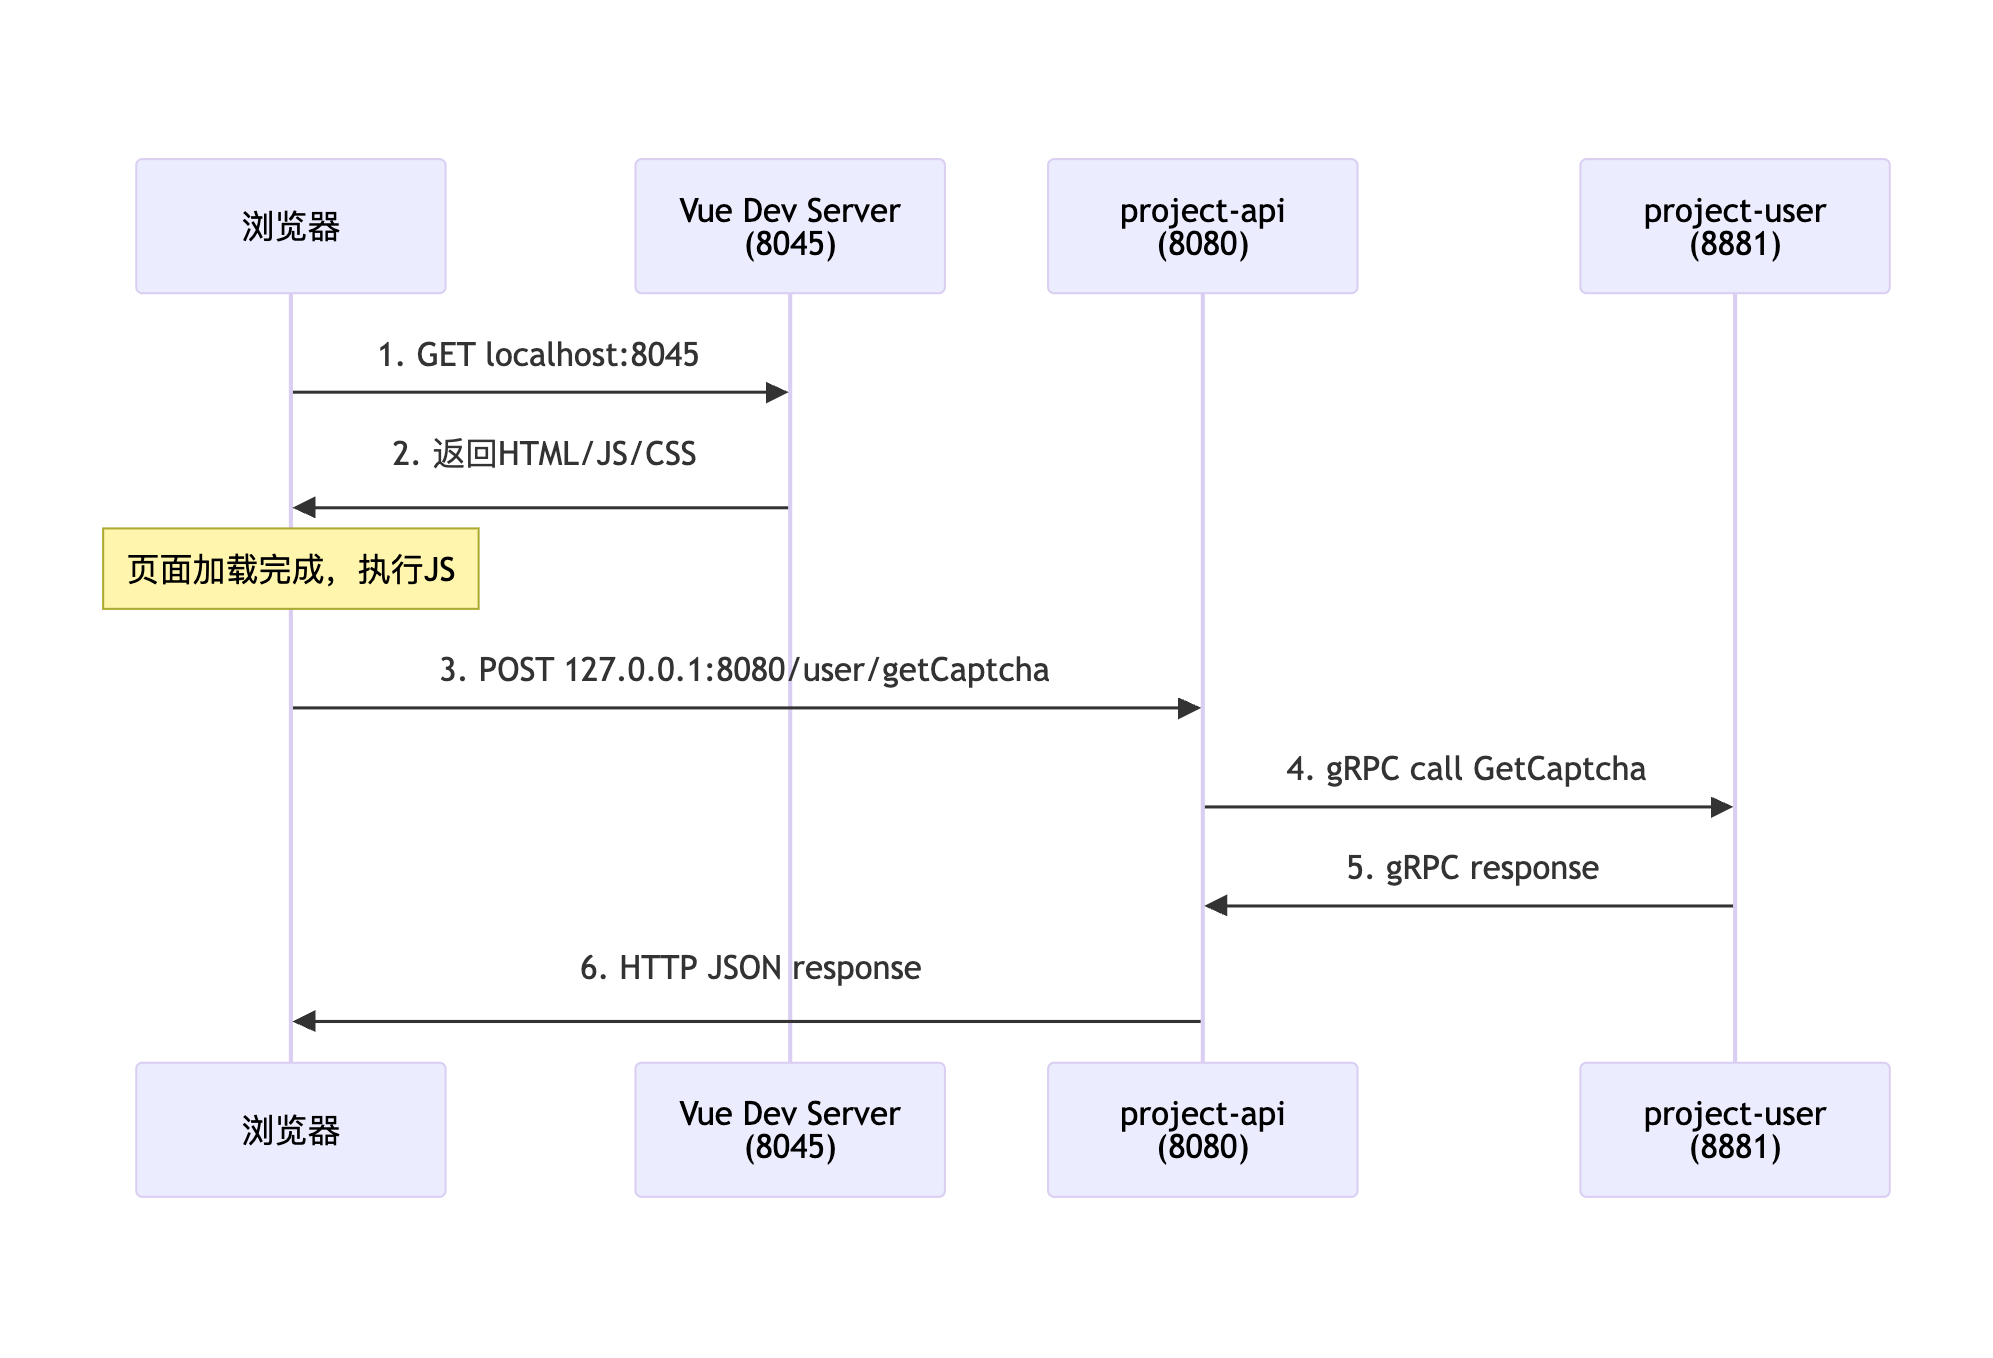 浏览器
Vue Dev Server
(8045)
project-api
(8080)
project-user
(8881)
1. GET localhost:8045
2. 返回HTML/JS/CSS
页面加载完成，执行JS
3. POST 127.0.0.1:8080/user/getCaptcha
4. gRPC call GetCaptcha
5. gRPC response
6. HTTP JSON response
浏览器
Vue Dev Server
(8045)
project-api
(8080)
project-user
(8881)